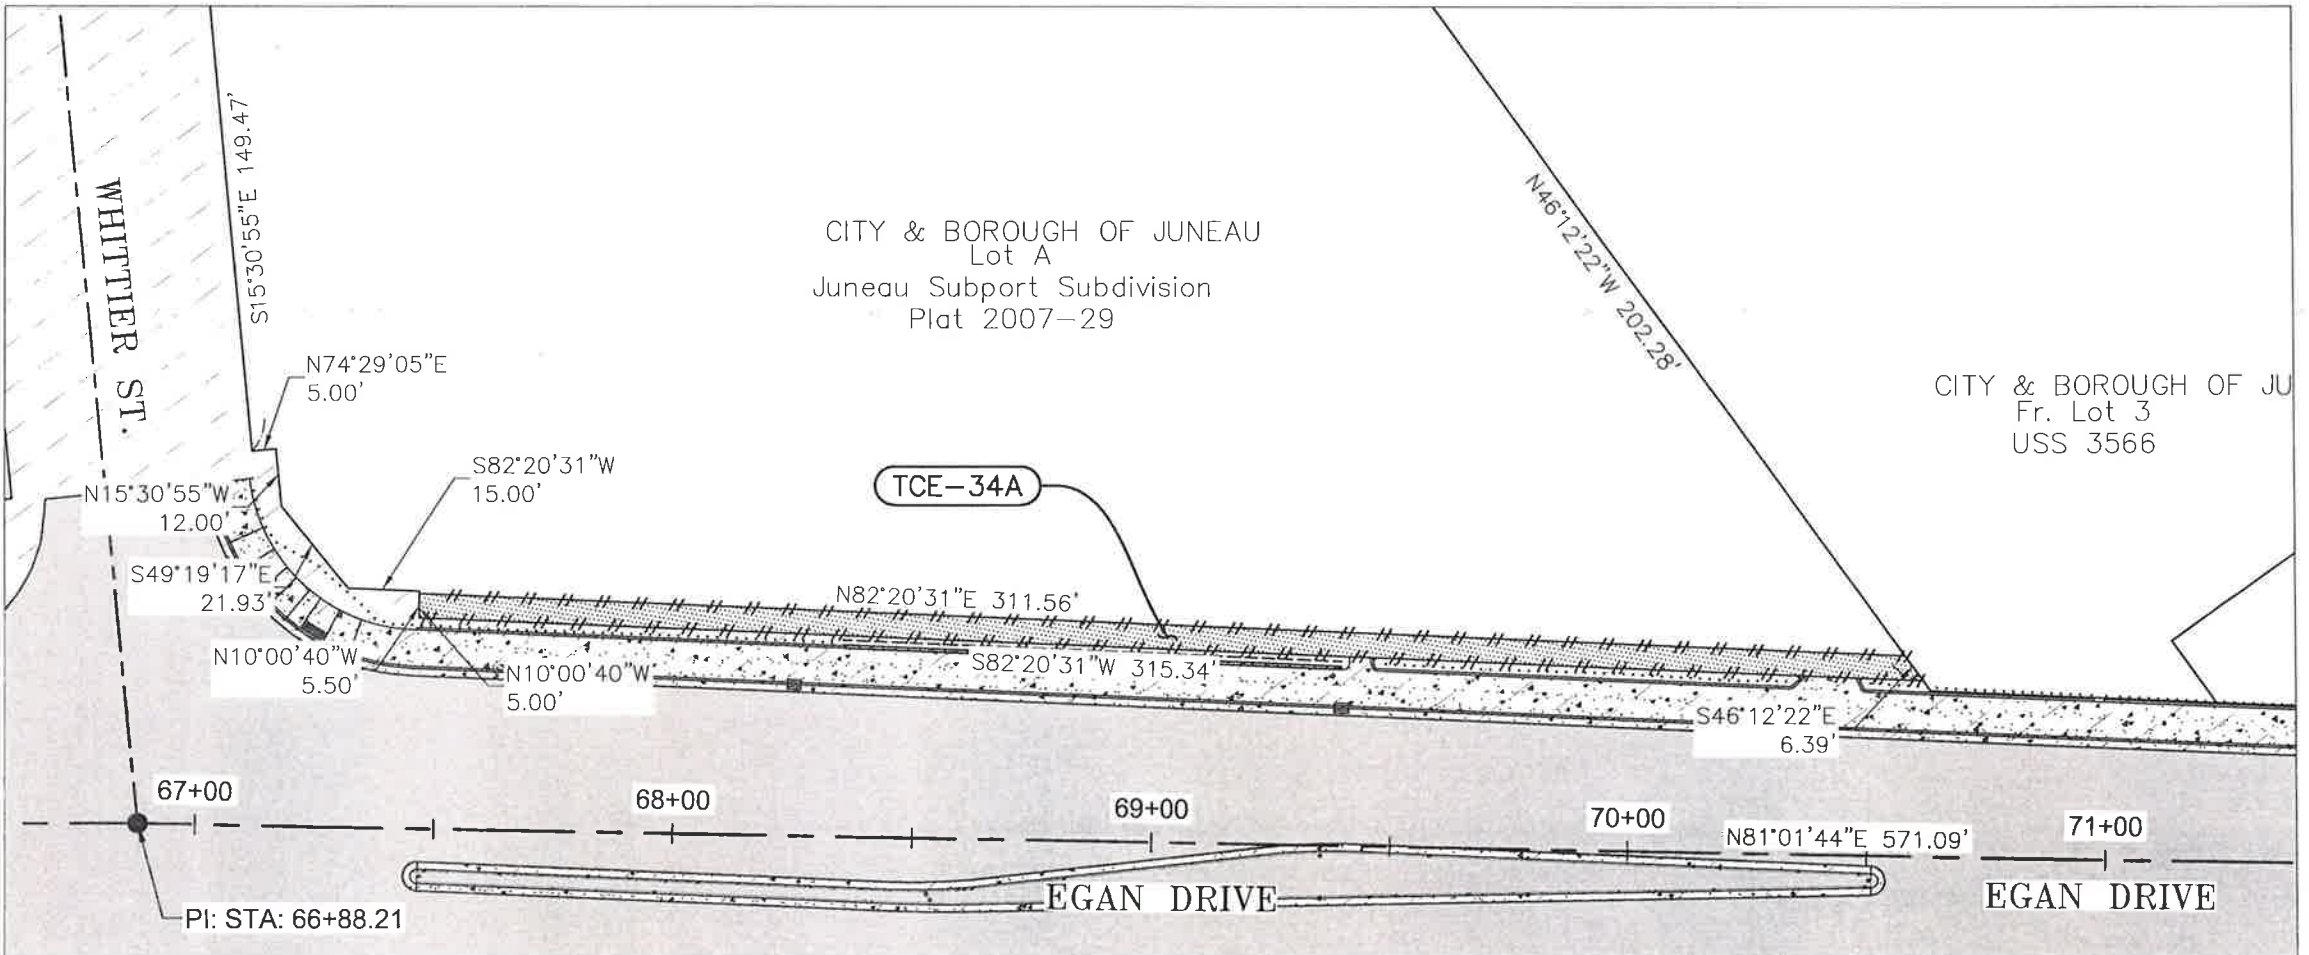 WHITTIER ST.
S15°30'55"E 149.47'
CITY & BOROUGH OF JUNEAU
Lot A
Juneau Subport Subdivision
Plat 2007-29
N46°12'22"W 202.28'
CITY & BOROUGH OF JU
Fr. Lot 3
USS 3566
N74°29'05"E
5.00'
S82°20'31"W
15.00'
TCE-34A
N15°30'55"W
12.00'
S49°19'17"E
21.93'
N82°20'31"E 311.56'
N10°00'40"W
5.50'
N10°00'40"W
5.00'
S82°20'31"W 315.34'
S46°12'22"E
6.39'
67+00
68+00
69+00
70+00
N81°01'44"E 571.09'
71+00
EGAN DRIVE
EGAN DRIVE
PI: STA: 66+88.21